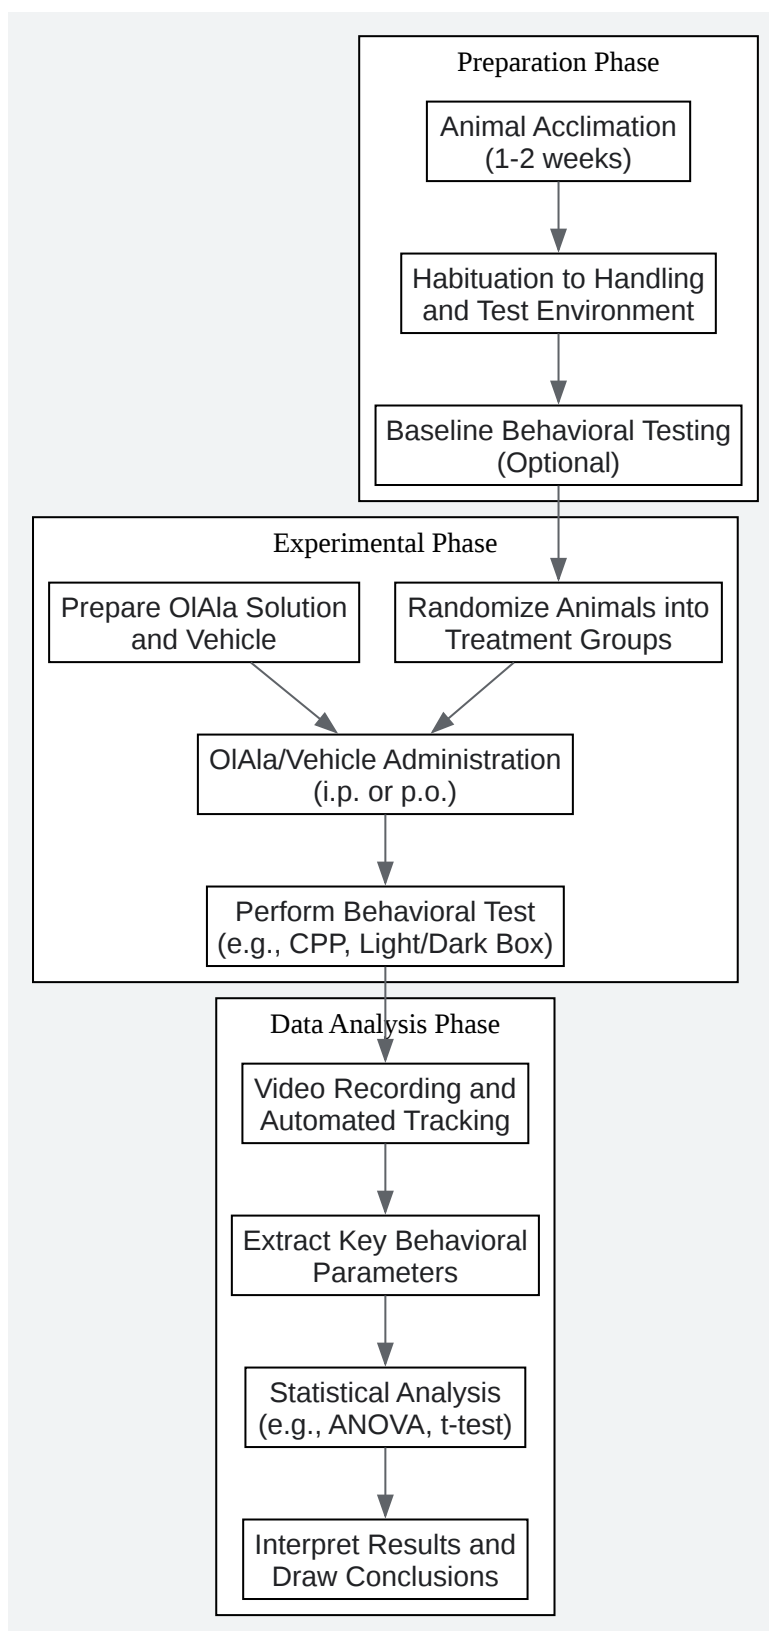 Preparation Phase
Animal Acclimation
(1-2 weeks)
Habituation to Handling
and Test Environment
Baseline Behavioral Testing
(Optional)
Experimental Phase
Prepare OlAla Solution
and Vehicle
Randomize Animals into
Treatment Groups
OlAla/Vehicle Administration
(i.p. or p.o.)
Perform Behavioral Test
(e.g., CPP, Light/Dark Box)
Data Analysis Phase
Video Recording and
Automated Tracking
Extract Key Behavioral
Parameters
Statistical Analysis
(e.g., ANOVA, t-test)
Interpret Results and
Draw Conclusions